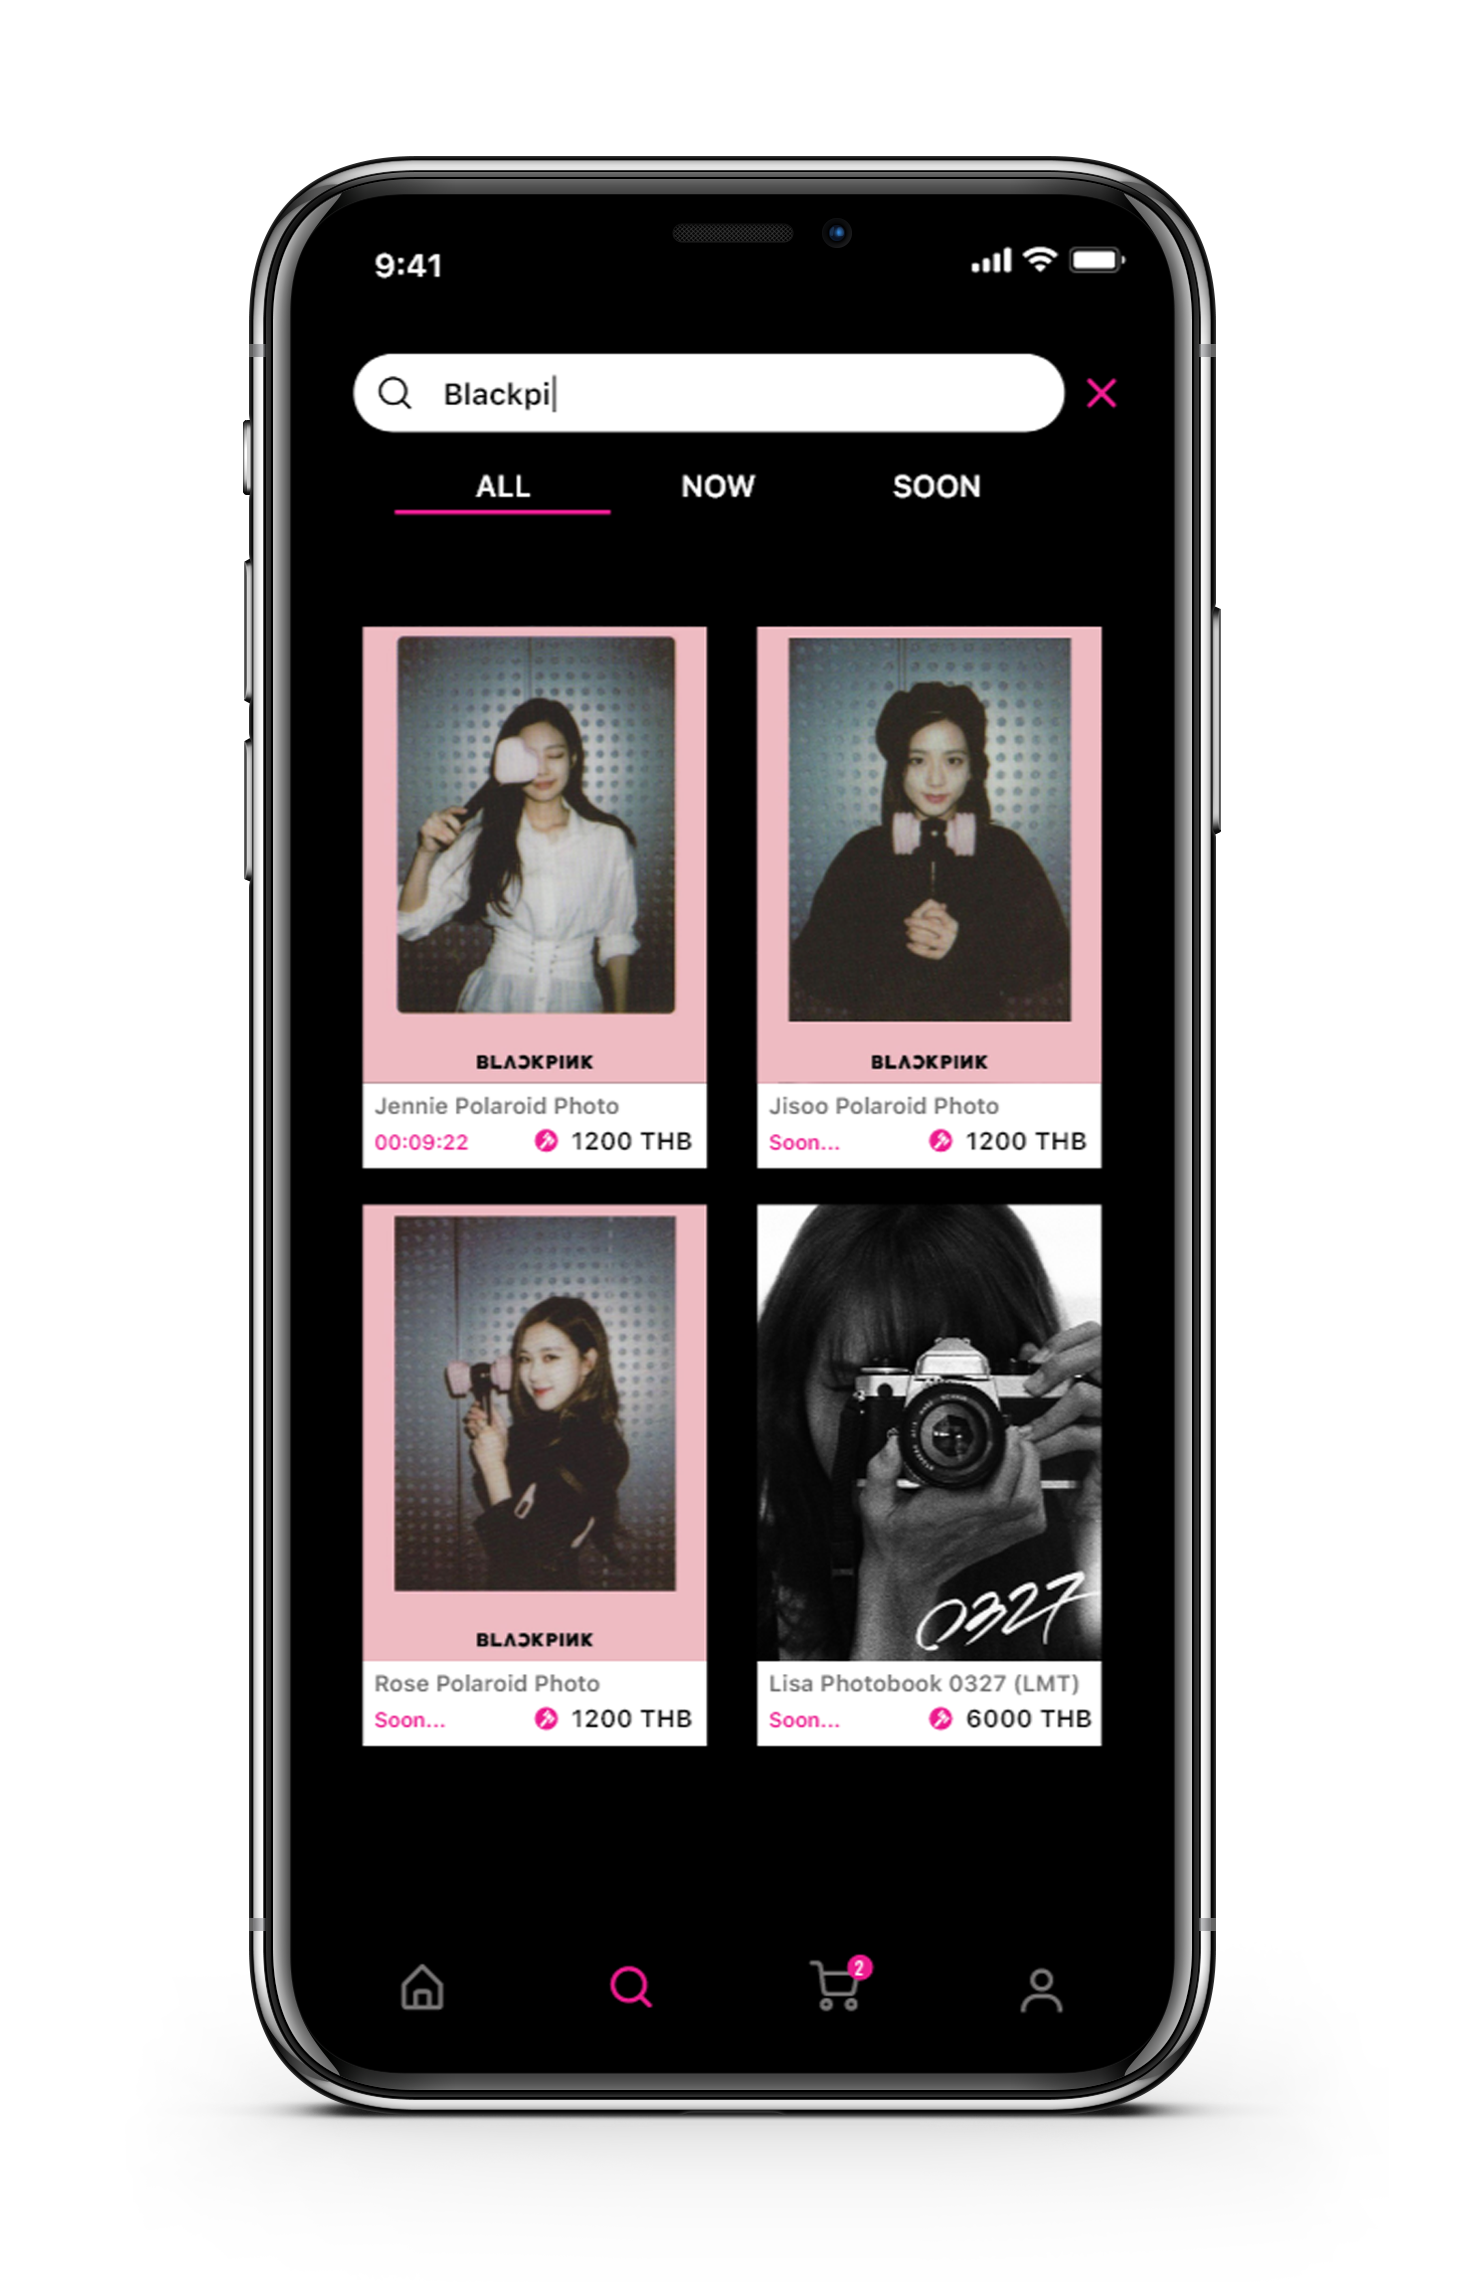 9:41
Blackpi
ALL NOW SOON
BLACKPINK
Jennie Polaroid Photo
00:09:22 1200 THB
BLACKPINK
Jisoo Polaroid Photo
Soon... 1200 THB
BLACKPINK
Rose Polaroid Photo
Soon... 1200 THB
0327
Lisa Photobook 0327 (LMT)
Soon... 6000 THB
2